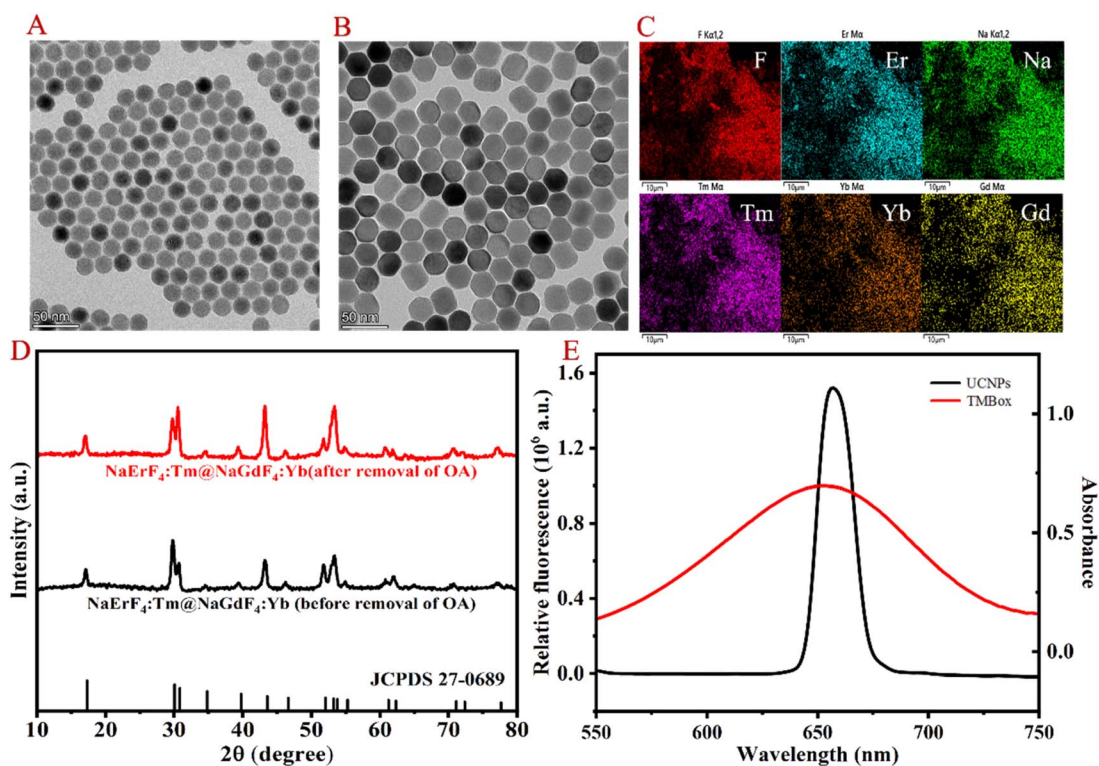 A
B
C
50 nm
50 nm
F Kα1,2
Er Mα
Na Kα1,2
F
Er
Na
10μm
10μm
10μm
Tm Mα
Yb Mα
Gd Mα
Tm
Yb
Gd
10μm
10μm
10μm
D
NaErF4:Tm@NaGdF4:Yb(after removal of OA)
NaErF4:Tm@NaGdF4:Yb (before removal of OA)
JCPDS 27-0689
Intensity (a.u.)
10 20 30 40 50 60 70 80
2θ (degree)
E
UCNPs
TMBox
Relative fluorescence (10⁶ a.u.)
1.6
1.2
0.8
0.4
0.0
1.0
0.5
0.0
Absorbance
550 600 650 700 750
Wavelength (nm)